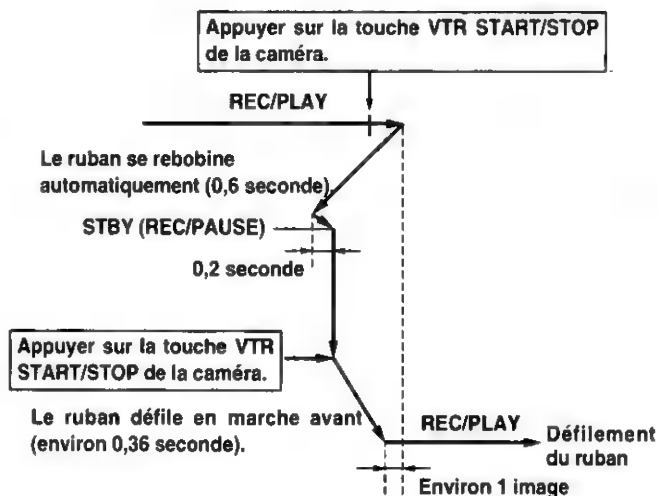 Appuyer sur la touche VTR START/STOP
de la caméra.
REC/PLAY
Le ruban se rebobine
automatiquement (0,6 seconde).
STBY (REC/PAUSE)
0,2 seconde
Appuyer sur la touche VTR
START/STOP de la caméra.
Le ruban défile en marche avant
(environ 0,36 seconde).
REC/PLAY
Défilement
du ruban
Environ 1 image